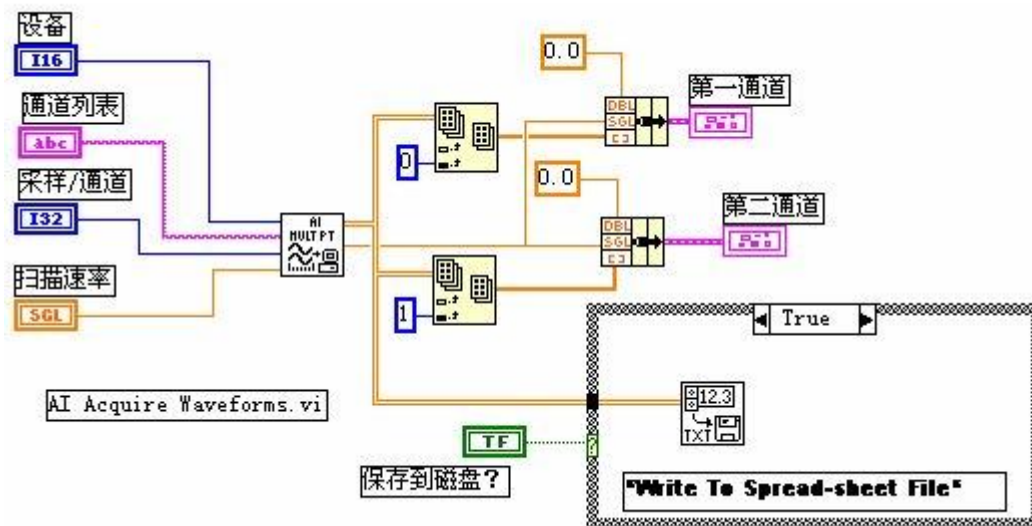 设备
I16
通道列表
abc
采样/通道
I32
扫描速率
SGL
AI Acquire Waveforms.vi
AI
MULT PT
0
1
0.0
DBL
SGL
第一通道
0.0
DBL
SGL
第二通道
True
12.3
TXT
"Write To Spread-sheet File"
TF
?
保存到磁盘？